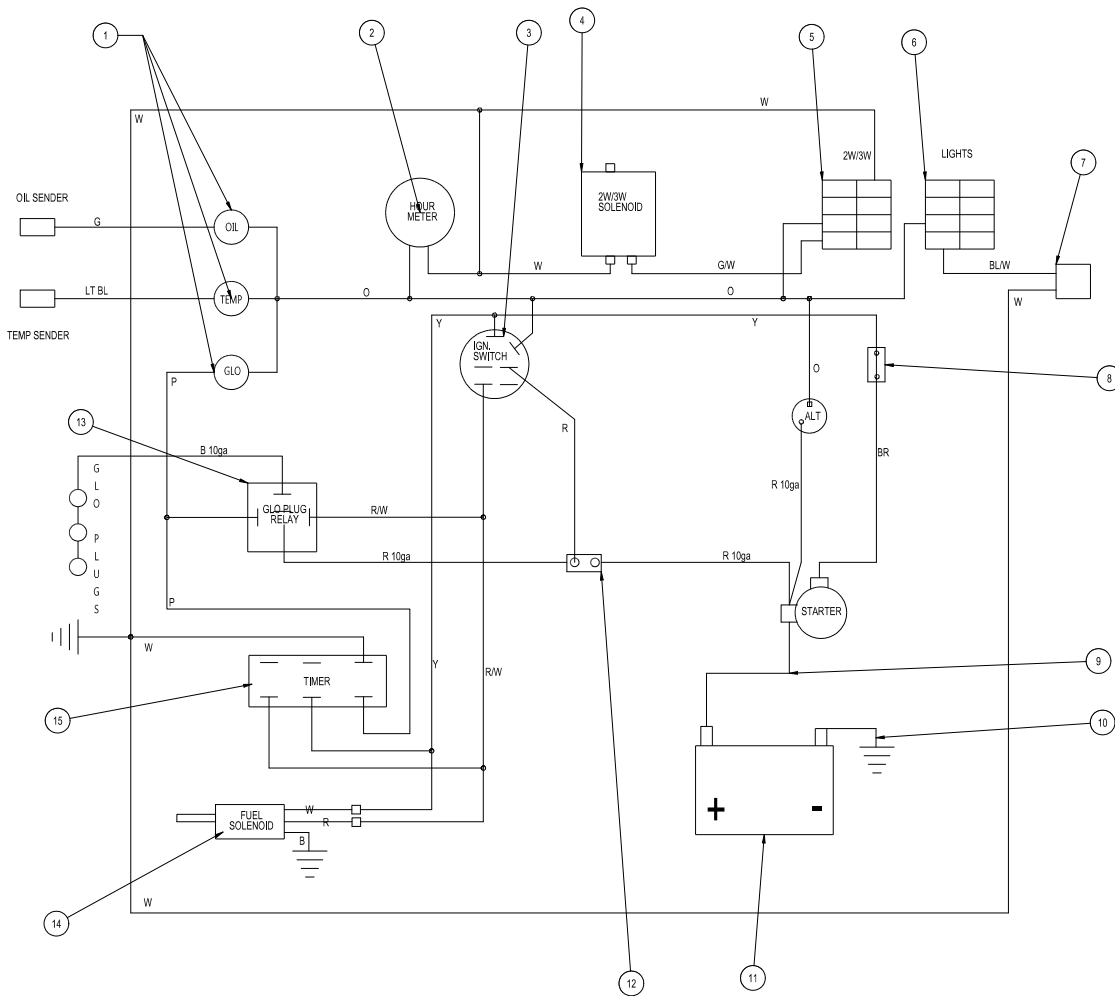 1
2
3
4
5
6
7
W
W
2W/3W
LIGHTS
OIL SENDER
G
OIL
HOUR
METER
2W/3W
SOLENOID
W
G/W
BL/W
W
LT BL
TEMP
O
O
TEMP SENDER
Y
Y
IGN.
SWITCH
GLO
P
O
8
ALT
13
R
B 10ga
BR
GLO PLUGS
R 10ga
GLO PLUG
RELAY
R/W
R 10ga
R 10ga
P
STARTER
W
Y
R/W
9
TIMER
15
10
+
-
FUEL
SOLENOID
W
R
B
14
W
12
11